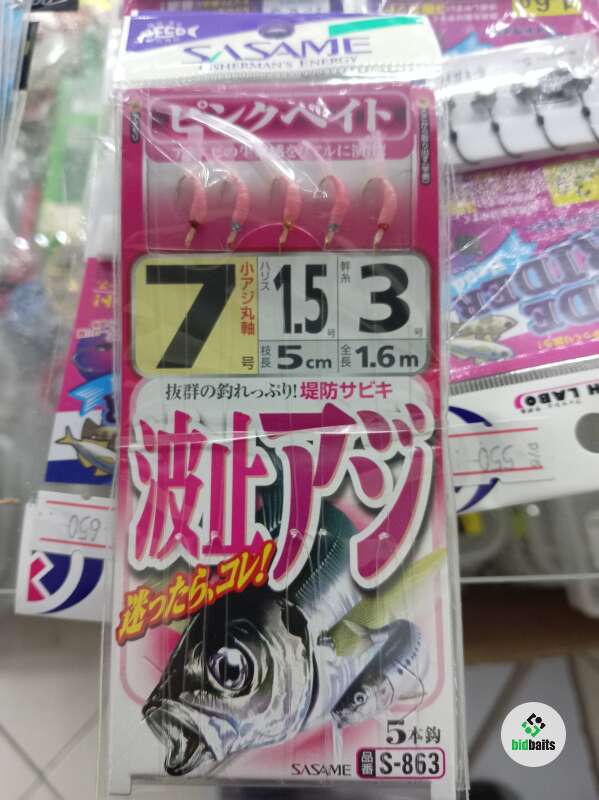 SASAME
FISHERMAN'S ENERGY
ピンクベイト
7号
小アジ丸軸
ハリス 1.5号
幹糸 3号
枝長 5cm
全長 1.6m
抜群の釣れっぷり!堤防サビキ
波止アジ
迷ったら、コレ!
5本鈎
SASAME
品番 S-863
650
550
LABO
RIDER
bidbaits